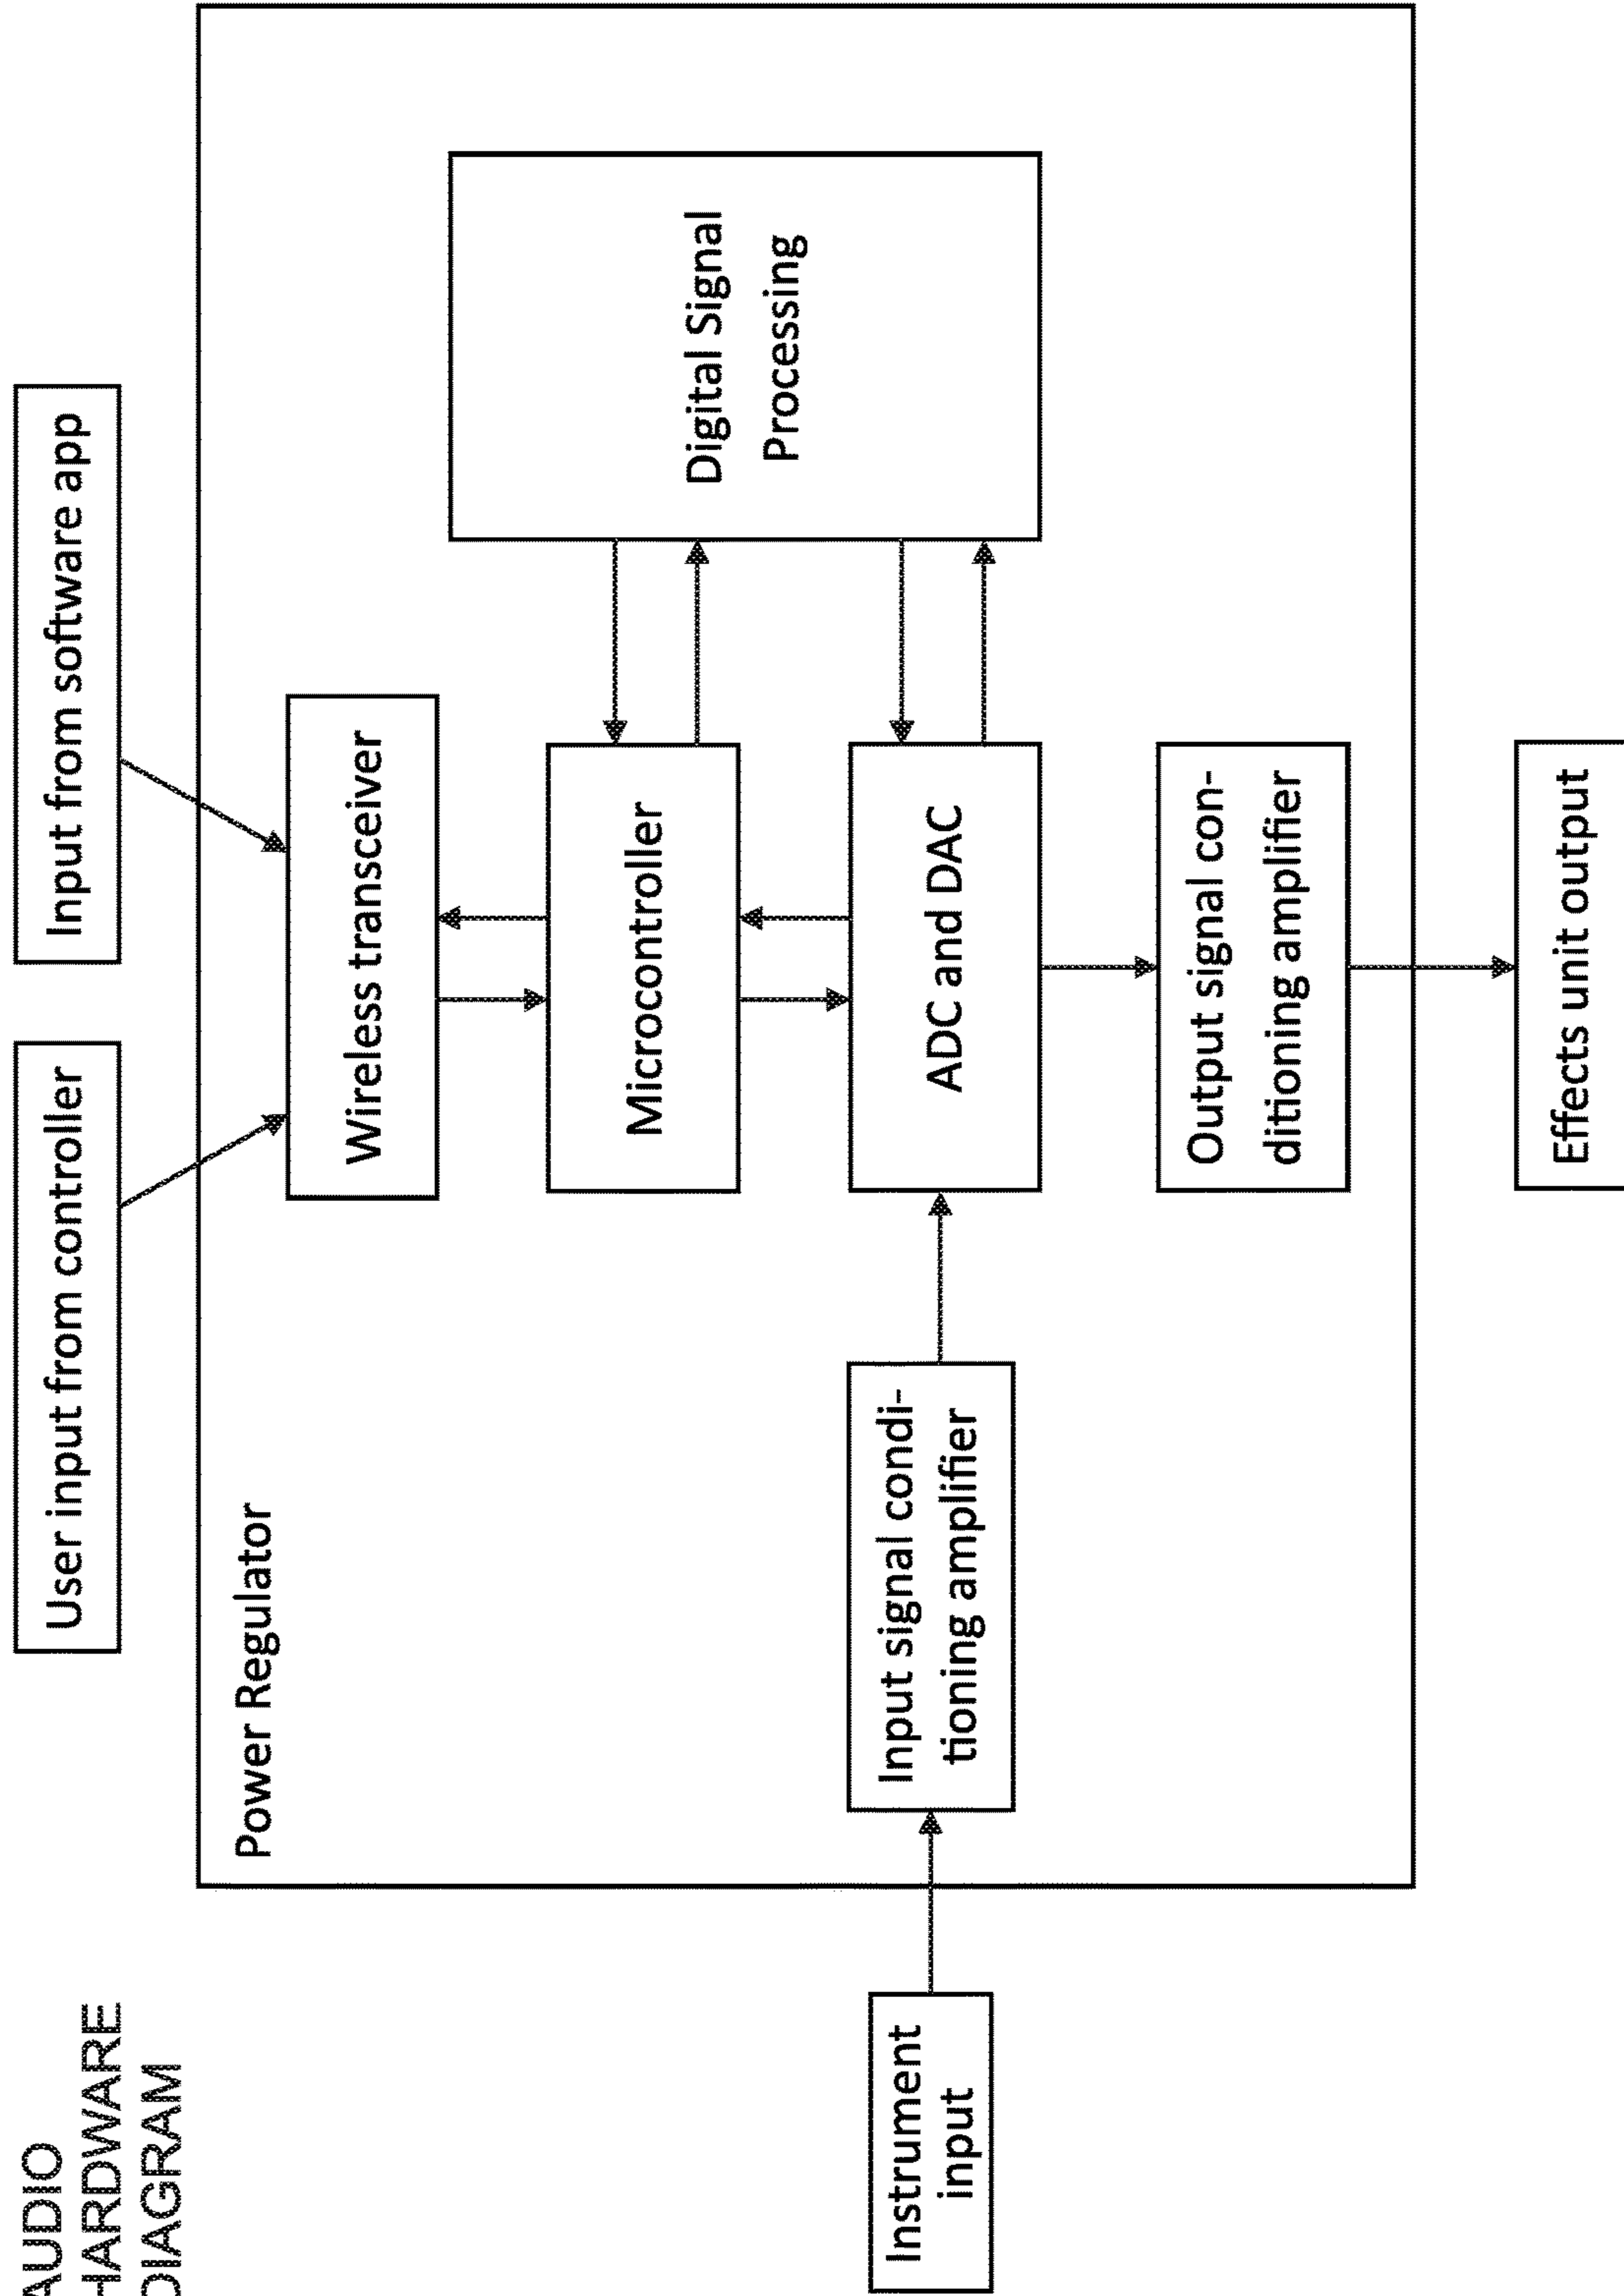 AUDIO
HARDWARE
DIAGRAM
User input from controller
Input from software app
Power Regulator
Wireless transceiver
Microcontroller
Digital Signal
Processing
Instrument
input
Input signal condi-
tioning amplifier
ADC and DAC
Output signal con-
ditioning amplifier
Effects unit output